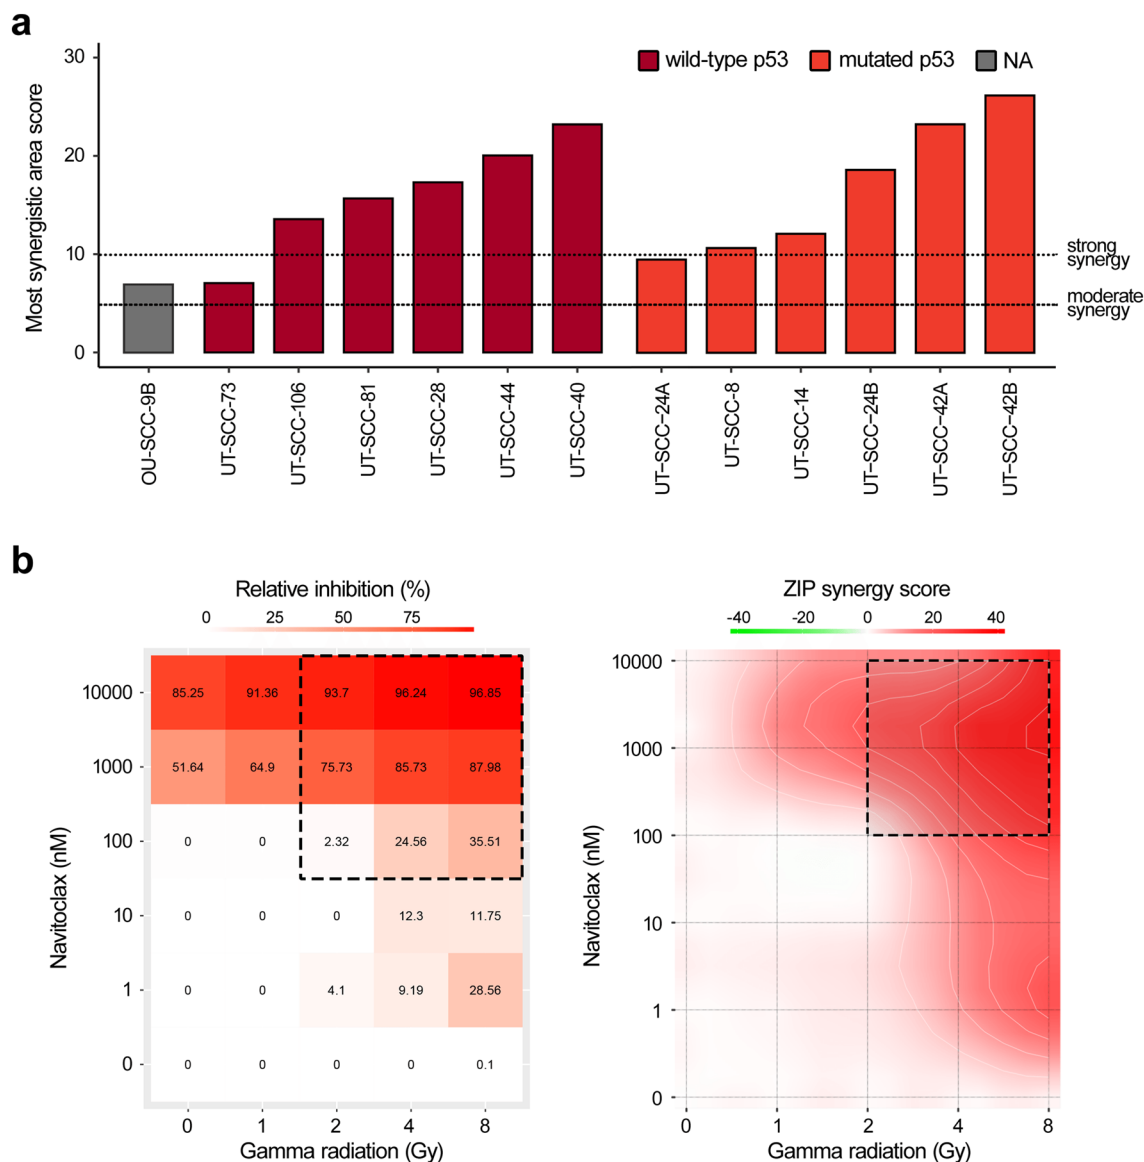 a
Most synergistic area score
30
20
10
0
wild-type p53 mutated p53 NA
strong
synergy
moderate
synergy
OU-SCC-9B
UT-SCC-73
UT-SCC-106
UT-SCC-81
UT-SCC-28
UT-SCC-44
UT-SCC-40
UT-SCC-24A
UT-SCC-8
UT-SCC-14
UT-SCC-24B
UT-SCC-42A
UT-SCC-42B
b
Relative inhibition (%)
0 25 50 75
Navitoclax (nM)
10000 85.25 91.36 93.7 96.24 96.85
1000 51.64 64.9 75.73 85.73 87.98
100 0 0 2.32 24.56 35.51
10 0 0 0 12.3 11.75
1 0 0 4.1 9.19 28.56
0 0 0 0 0 0.1
0 1 2 4 8
Gamma radiation (Gy)
ZIP synergy score
-40 -20 0 20 40
Navitoclax (nM)
10000
1000
100
10
1
0
0 1 2 4 8
Gamma radiation (Gy)